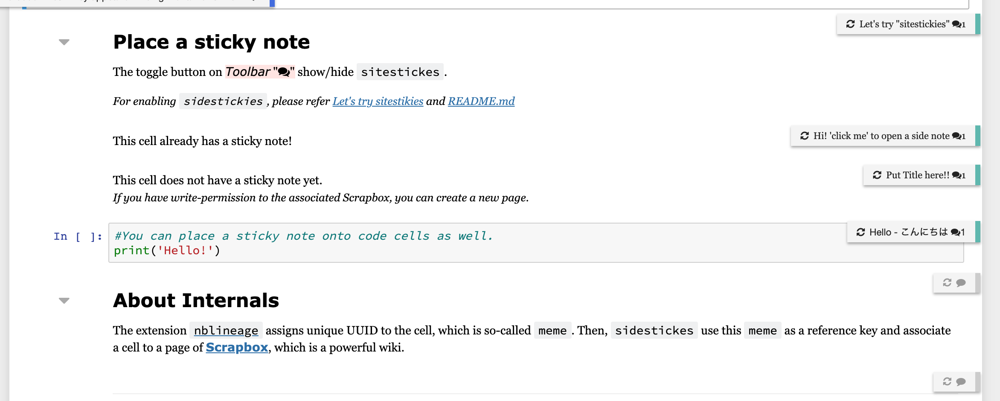 Let's try "sitestickies" 1
Place a sticky note
The toggle button on Toolbar "" show/hide sitestickes.
For enabling sidestickies, please refer Let's try sitestikies and README.md
Hi! 'click me' to open a side note 1
This cell already has a sticky note!
Put Title here!! 1
This cell does not have a sticky note yet.
If you have write-permission to the associated Scrapbox, you can create a new page.
Hello - こんにちは 1
In [ ]: #You can place a sticky note onto code cells as well.
print('Hello!')
About Internals
The extension nblineage assigns unique UUID to the cell, which is so-called meme. Then, sidestickes use this meme as a reference key and associate
a cell to a page of Scrapbox, which is a powerful wiki.